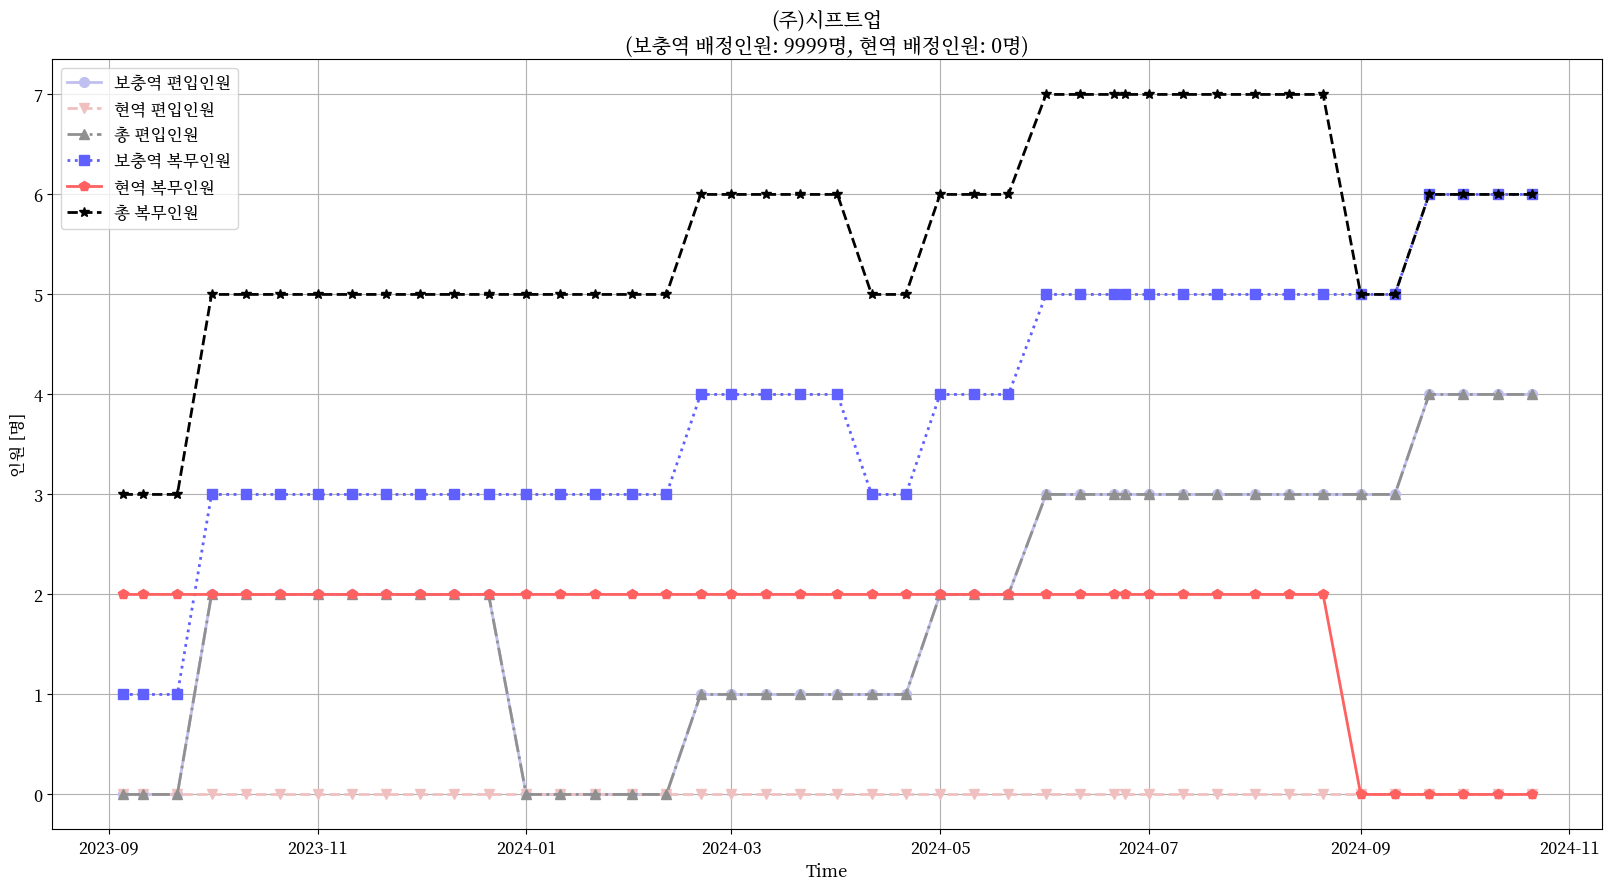 (주)시프트업
(보충역 배정인원: 9999명, 현역 배정인원: 0명)
보충역 편입인원
현역 편입인원
총 편입인원
보충역 복무인원
현역 복무인원
총 복무인원
인원 [명]
7
6
5
4
3
2
1
0
2023-09
2023-11
2024-01
2024-03
2024-05
2024-07
2024-09
2024-11
Time